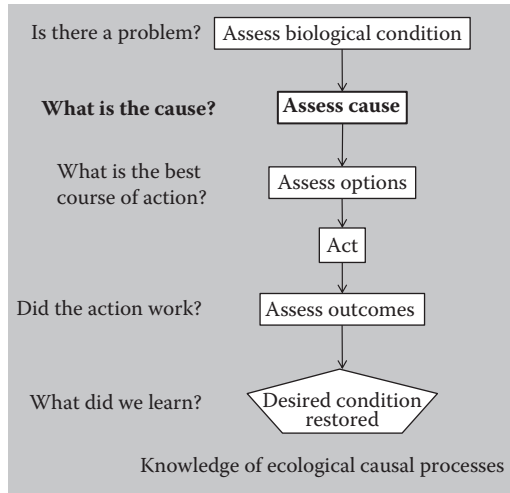 Is there a problem? Assess biological condition
What is the cause? Assess cause
What is the best
course of action?
Assess options
Act
Did the action work? Assess outcomes
What did we learn?
Desired condition
restored
Knowledge of ecological causal processes